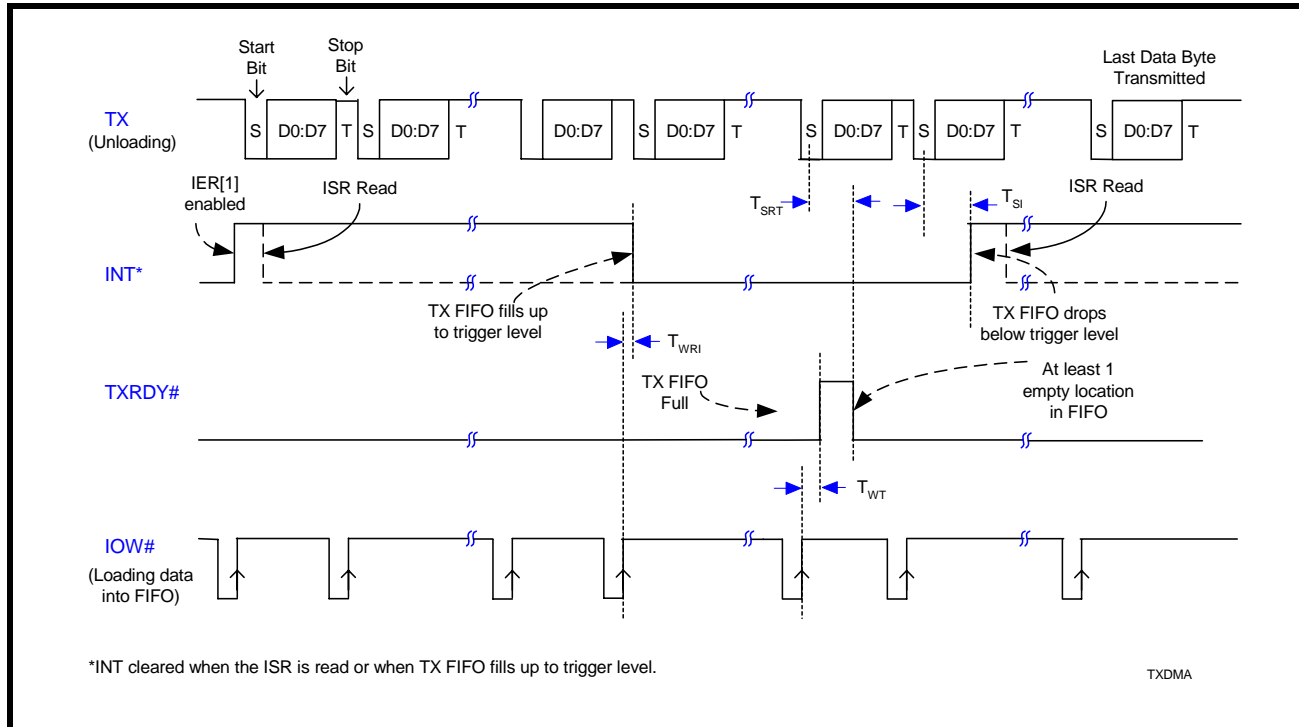 Start
Bit
Stop
Bit
Last Data Byte
Transmitted
TX
(Unloading)
S D0:D7 T S D0:D7 T D0:D7 S D0:D7 T S D0:D7 T S D0:D7 T S D0:D7 T
IER[1]
enabled
ISR Read
TSRT
TSI
ISR Read
INT*
TX FIFO fills up
to trigger level
TX FIFO drops
below trigger level
TWRI
TXRDY#
TX FIFO
Full
At least 1
empty location
in FIFO
TWT
IOW#
(Loading data
into FIFO)
*INT cleared when the ISR is read or when TX FIFO fills up to trigger level.
TXDMA